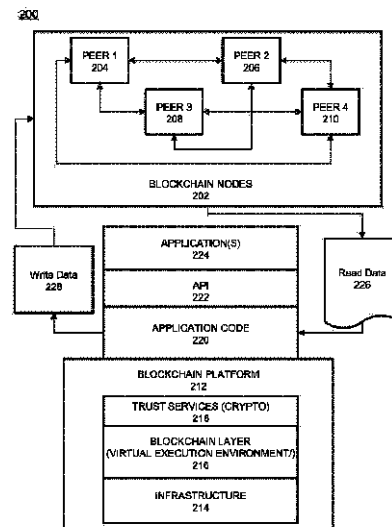 200
PEER 1
204
PEER 2
206
PEER 3
208
PEER 4
210
BLOCKCHAIN NODES
202
APPLICATION(S)
224
Write Data
228
Read Data
226
API
222
APPLICATION CODE
220
BLOCKCHAIN PLATFORM
212
TRUST SERVICES (CRYPTO)
218
BLOCKCHAIN LAYER
(VIRTUAL EXECUTION ENVIRONMENT/)
216
INFRASTRUCTURE
214